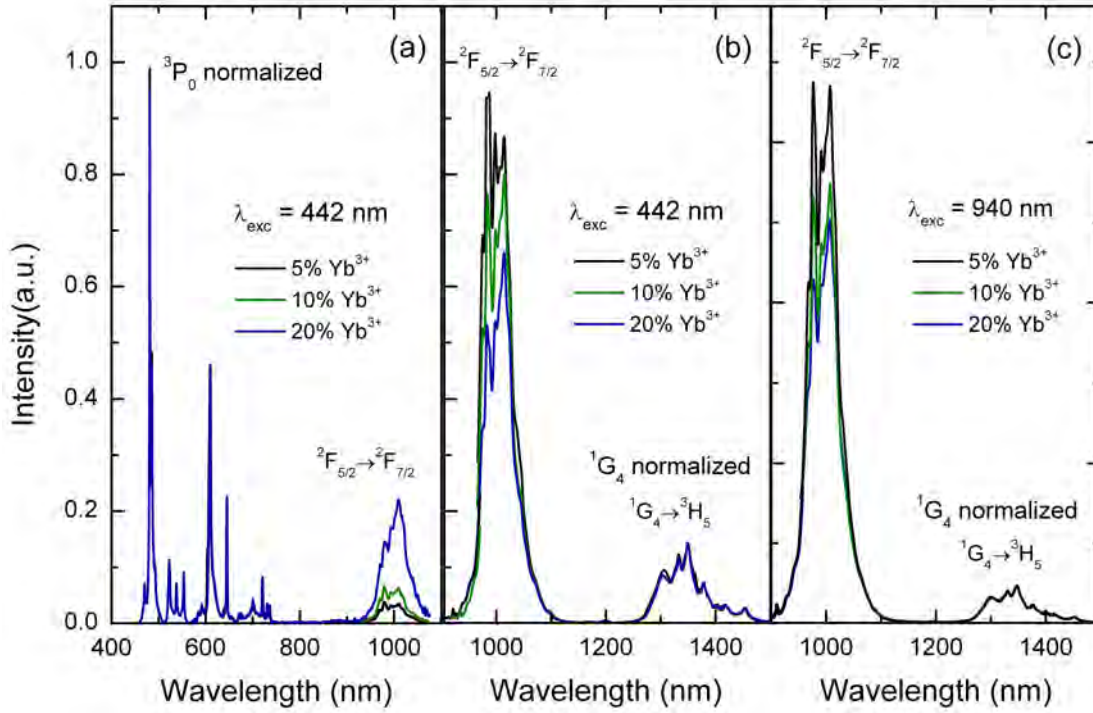 (a)
³P₀ normalized
λexc = 442 nm
5% Yb³⁺
10% Yb³⁺
20% Yb³⁺
²F₅/₂→²F₇/₂
Intensity(a.u.)
1.0
0.8
0.6
0.4
0.2
0.0
400 600 800 1000
Wavelength (nm)
(b)
²F₅/₂→²F₇/₂
λexc = 442 nm
5% Yb³⁺
10% Yb³⁺
20% Yb³⁺
¹G₄ normalized
¹G₄→³H₅
1000 1200 1400
Wavelength (nm)
(c)
²F₅/₂→²F₇/₂
λexc = 940 nm
5% Yb³⁺
10% Yb³⁺
20% Yb³⁺
¹G₄ normalized
¹G₄→³H₅
1000 1200 1400
Wavelength (nm)